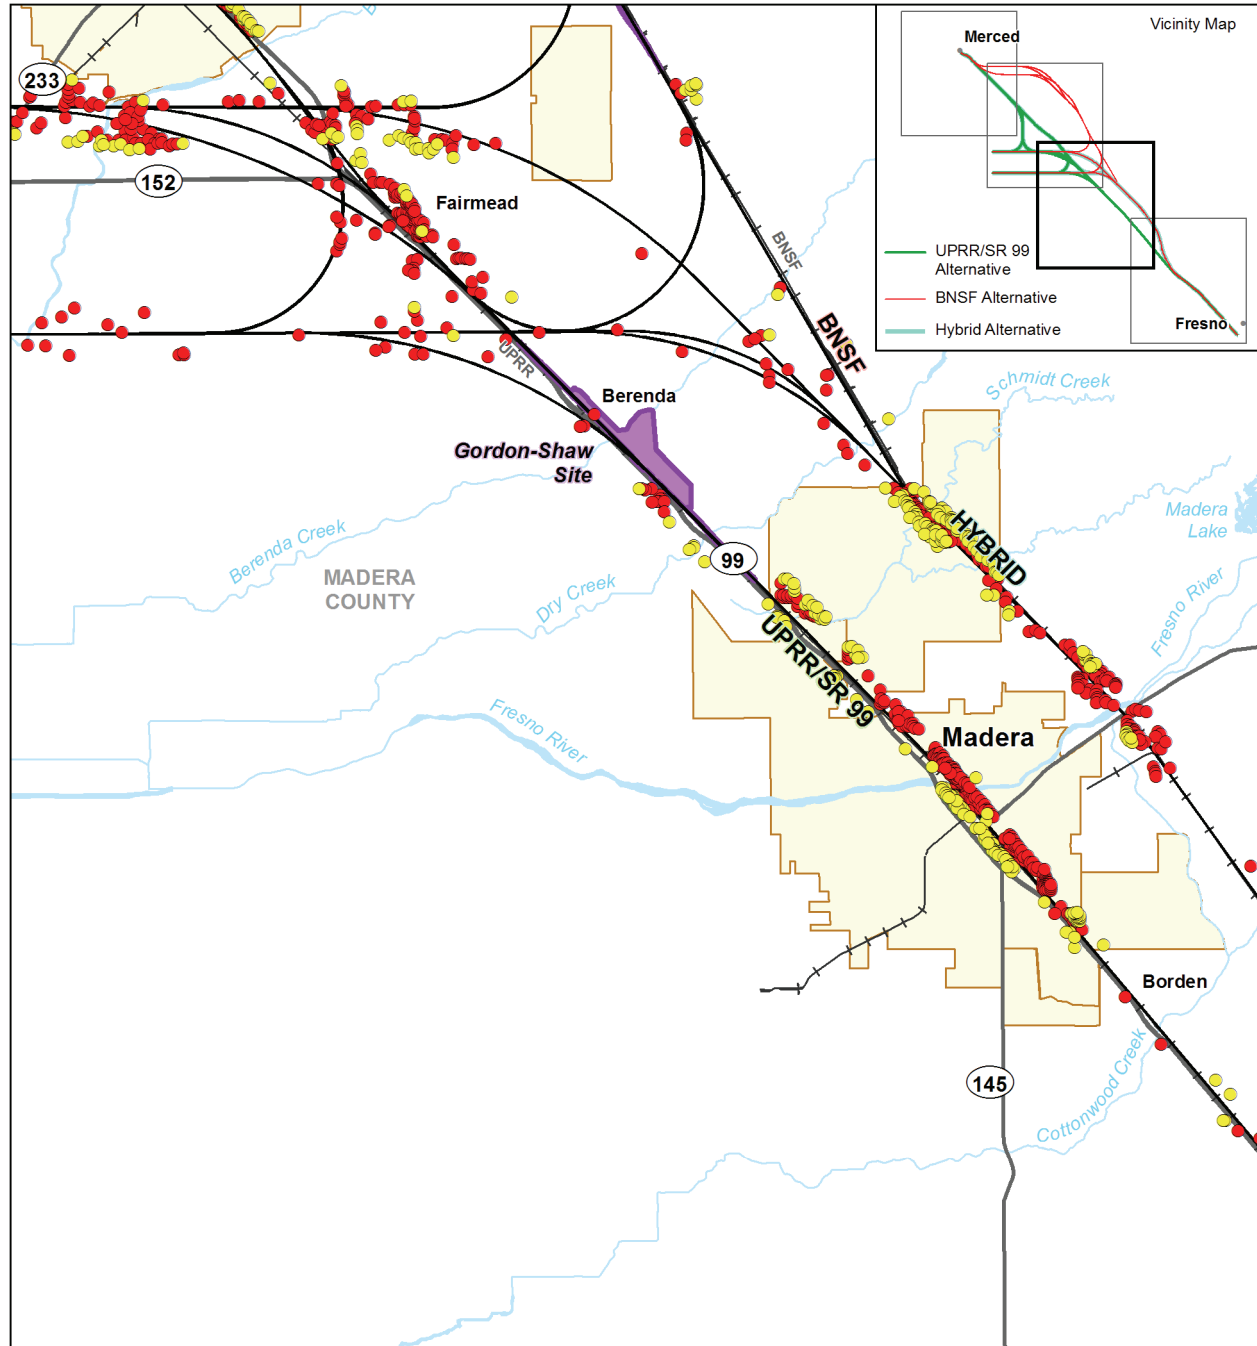 Vicinity Map
Merced
UPRR/SR 99
Alternative
BNSF Alternative
Hybrid Alternative
Fresno
233
152
Fairmead
BNSF
BNSF
UPRR
Berenda
Gordon-Shaw
Site
Schmidt Creek
Madera
Lake
HYBRID
99
Berenda Creek
MADERA
COUNTY
Dry Creek
Fresno River
UPRR/SR 99
Fresno River
Madera
Borden
145
Cottonwood Creek